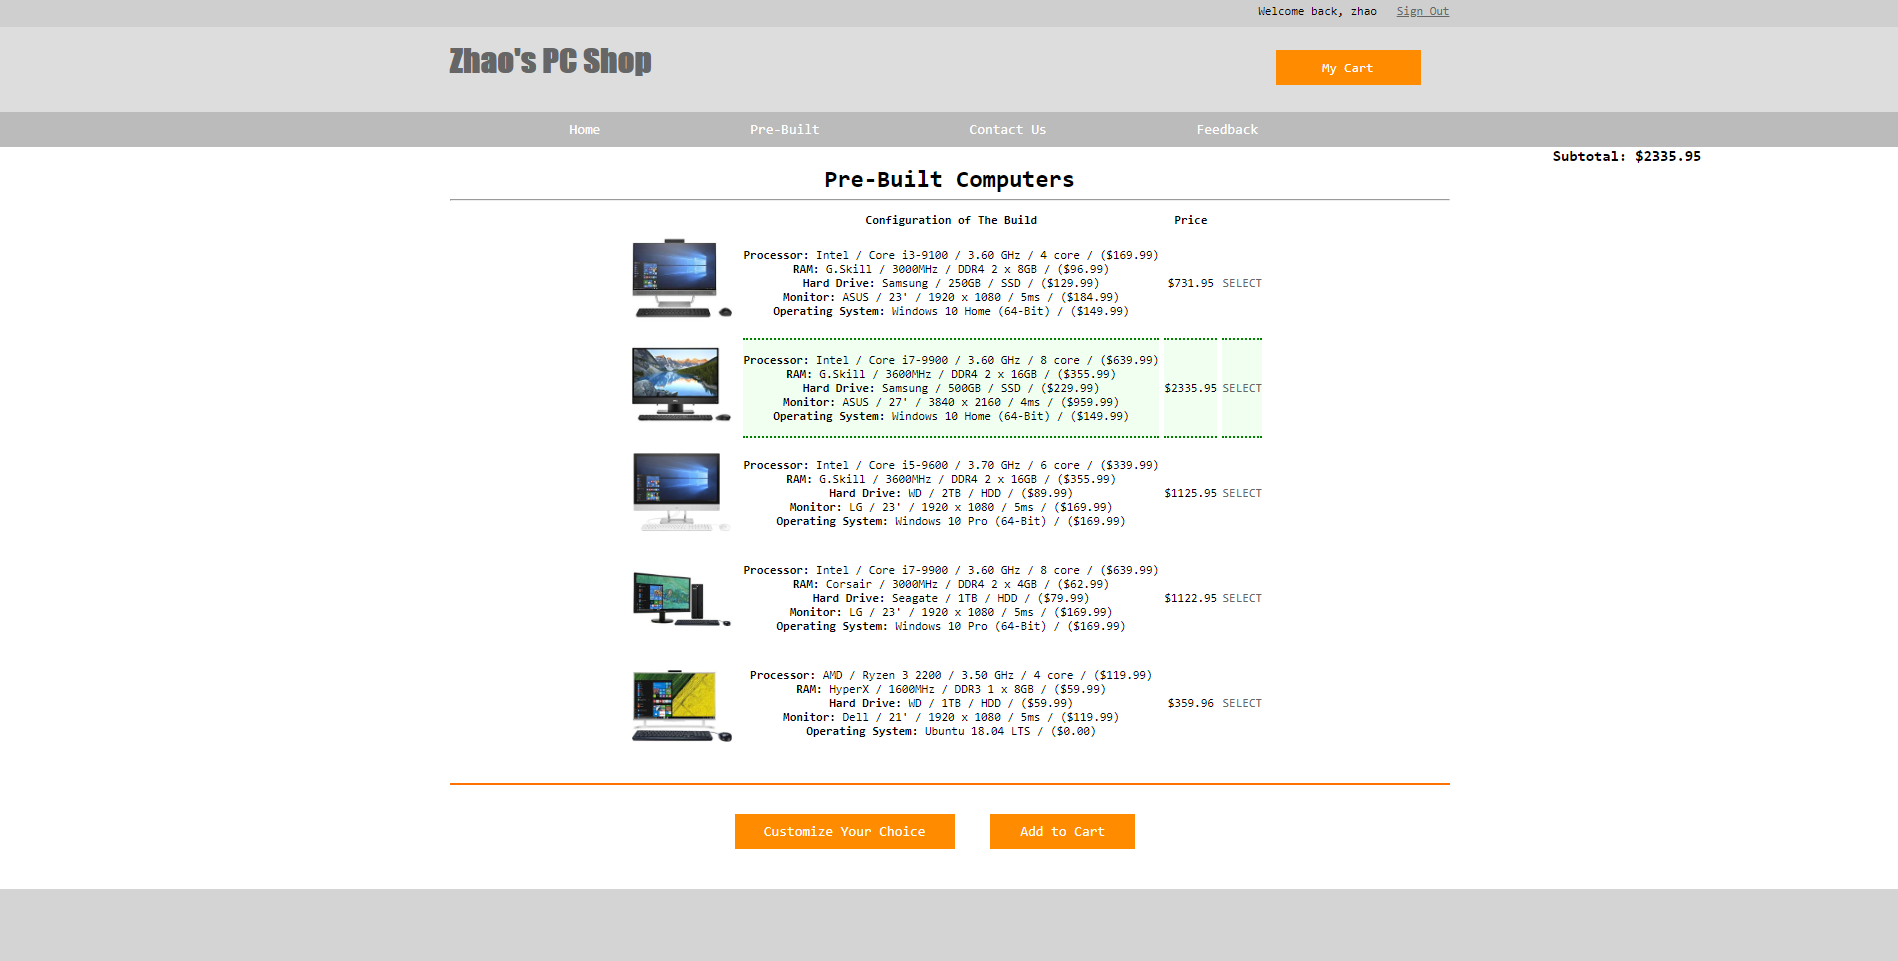 Welcome back, zhao Sign Out
Zhao's PC Shop
My Cart
Home Pre-Built Contact Us Feedback
Subtotal: $2335.95
Pre-Built Computers
Configuration of The Build Price
Processor: Intel / Core i3-9100 / 3.60 GHz / 4 core / ($169.99)
RAM: G.Skill / 3000MHz / DDR4 2 x 8GB / ($96.99)
Hard Drive: Samsung / 250GB / SSD / ($129.99)
$731.95 SELECT
Monitor: ASUS / 23' / 1920 x 1080 / 5ms / ($184.99)
Operating System: Windows 10 Home (64-Bit) / ($149.99)
Processor: Intel / Core i7-9900 / 3.60 GHz / 8 core / ($639.99)
RAM: G.Skill / 3600MHz / DDR4 2 x 16GB / ($355.99)
Hard Drive: Samsung / 500GB / SSD / ($229.99)
$2335.95 SELECT
Monitor: ASUS / 27' / 3840 x 2160 / 4ms / ($959.99)
Operating System: Windows 10 Home (64-Bit) / ($149.99)
Processor: Intel / Core i5-9600 / 3.70 GHz / 6 core / ($339.99)
RAM: G.Skill / 3600MHz / DDR4 2 x 16GB / ($355.99)
Hard Drive: WD / 2TB / HDD / ($89.99)
$1125.95 SELECT
Monitor: LG / 23' / 1920 x 1080 / 5ms / ($169.99)
Operating System: Windows 10 Pro (64-Bit) / ($169.99)
Processor: Intel / Core i7-9900 / 3.60 GHz / 8 core / ($639.99)
RAM: Corsair / 3000MHz / DDR4 2 x 4GB / ($62.99)
Hard Drive: Seagate / 1TB / HDD / ($79.99)
$1122.95 SELECT
Monitor: LG / 23' / 1920 x 1080 / 5ms / ($169.99)
Operating System: Windows 10 Pro (64-Bit) / ($169.99)
Processor: AMD / Ryzen 3 2200 / 3.50 GHz / 4 core / ($119.99)
RAM: HyperX / 1600MHz / DDR3 1 x 8GB / ($59.99)
Hard Drive: WD / 1TB / HDD / ($59.99)
$359.96 SELECT
Monitor: Dell / 21' / 1920 x 1080 / 5ms / ($119.99)
Operating System: Ubuntu 18.04 LTS / ($0.00)
Customize Your Choice Add to Cart